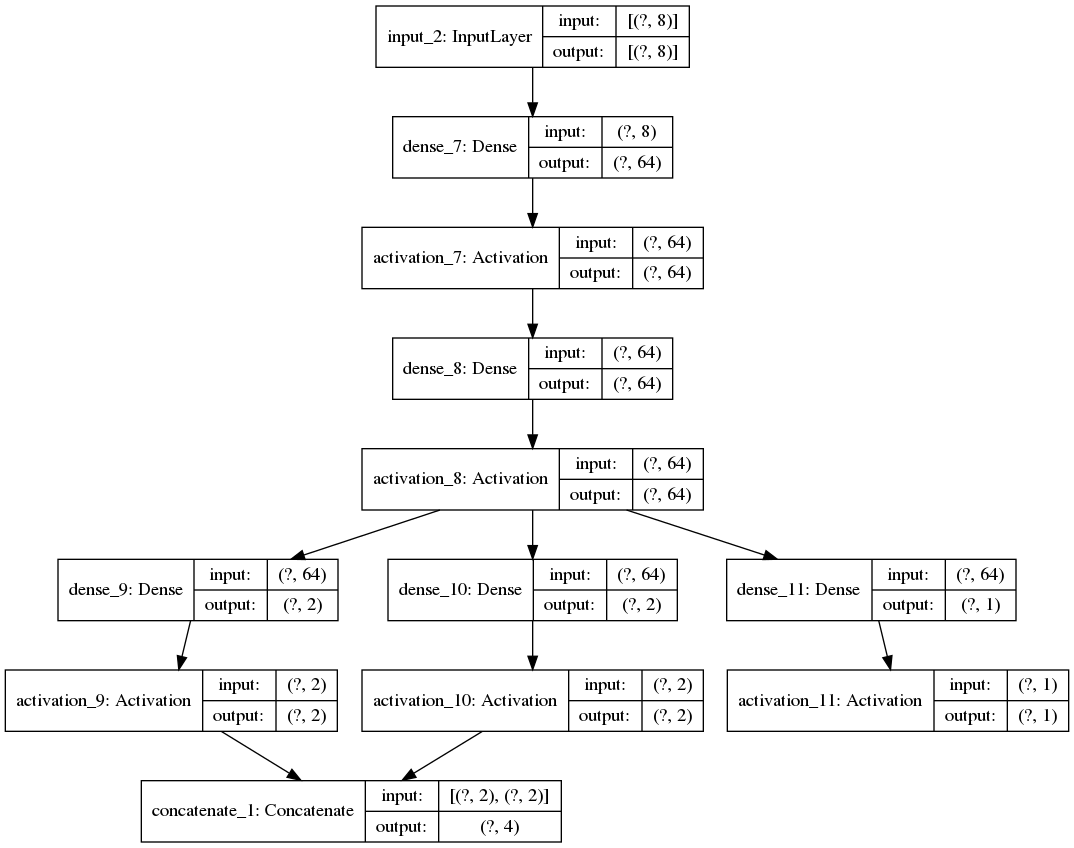 input_2: InputLayer
input: [(?, 8)]
output: [(?, 8)]
dense_7: Dense
input: (?, 8)
output: (?, 64)
activation_7: Activation
input: (?, 64)
output: (?, 64)
dense_8: Dense
input: (?, 64)
output: (?, 64)
activation_8: Activation
input: (?, 64)
output: (?, 64)
dense_9: Dense
input: (?, 64)
output: (?, 2)
dense_10: Dense
input: (?, 64)
output: (?, 2)
dense_11: Dense
input: (?, 64)
output: (?, 1)
activation_9: Activation
input: (?, 2)
output: (?, 2)
activation_10: Activation
input: (?, 2)
output: (?, 2)
activation_11: Activation
input: (?, 1)
output: (?, 1)
concatenate_1: Concatenate
input: [(?, 2), (?, 2)]
output: (?, 4)